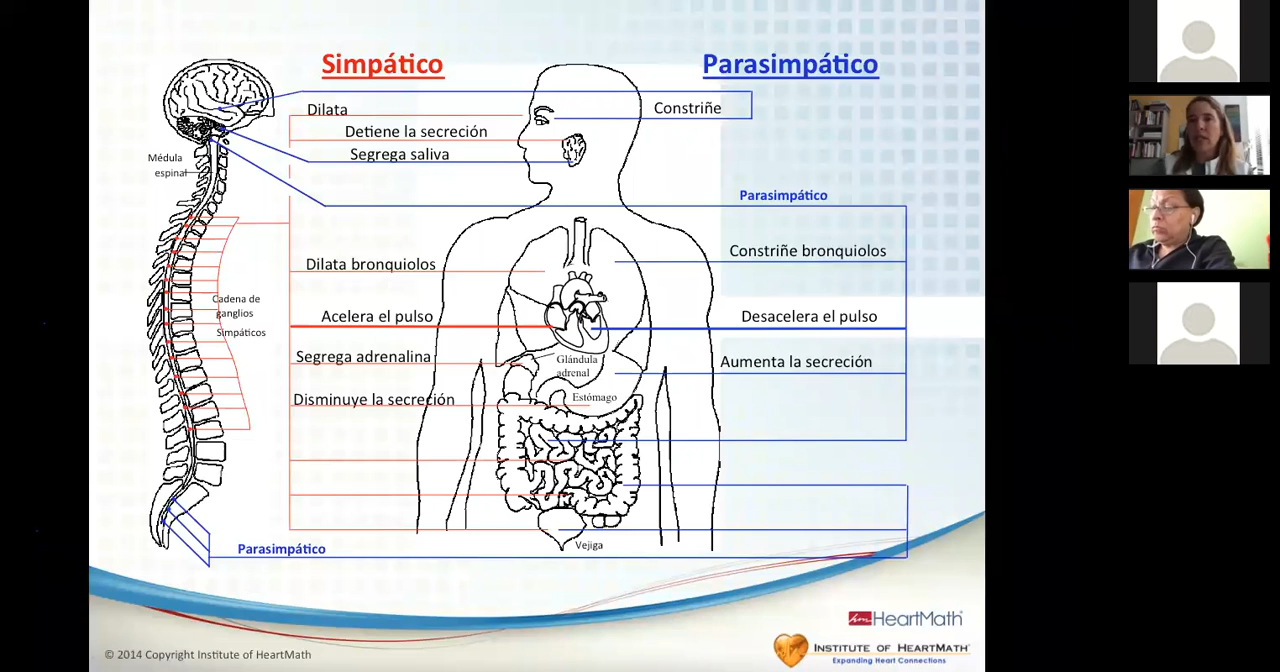 Simpático
Parasimpático
Dilata
Constriñe
Detiene la secreción
Segrega saliva
Médula
espinal
Parasimpático
Dilata bronquiolos
Constriñe bronquiolos
Cadena de
ganglios
Simpáticos
Acelera el pulso
Desacelera el pulso
Segrega adrenalina
Glándula
adrenal
Aumenta la secreción
Disminuye la secreción
Estómago
Vejiga
Parasimpático
hm HeartMath®
INSTITUTE OF HEARTMATH®
Expanding Heart Connections
© 2014 Copyright Institute of HeartMath